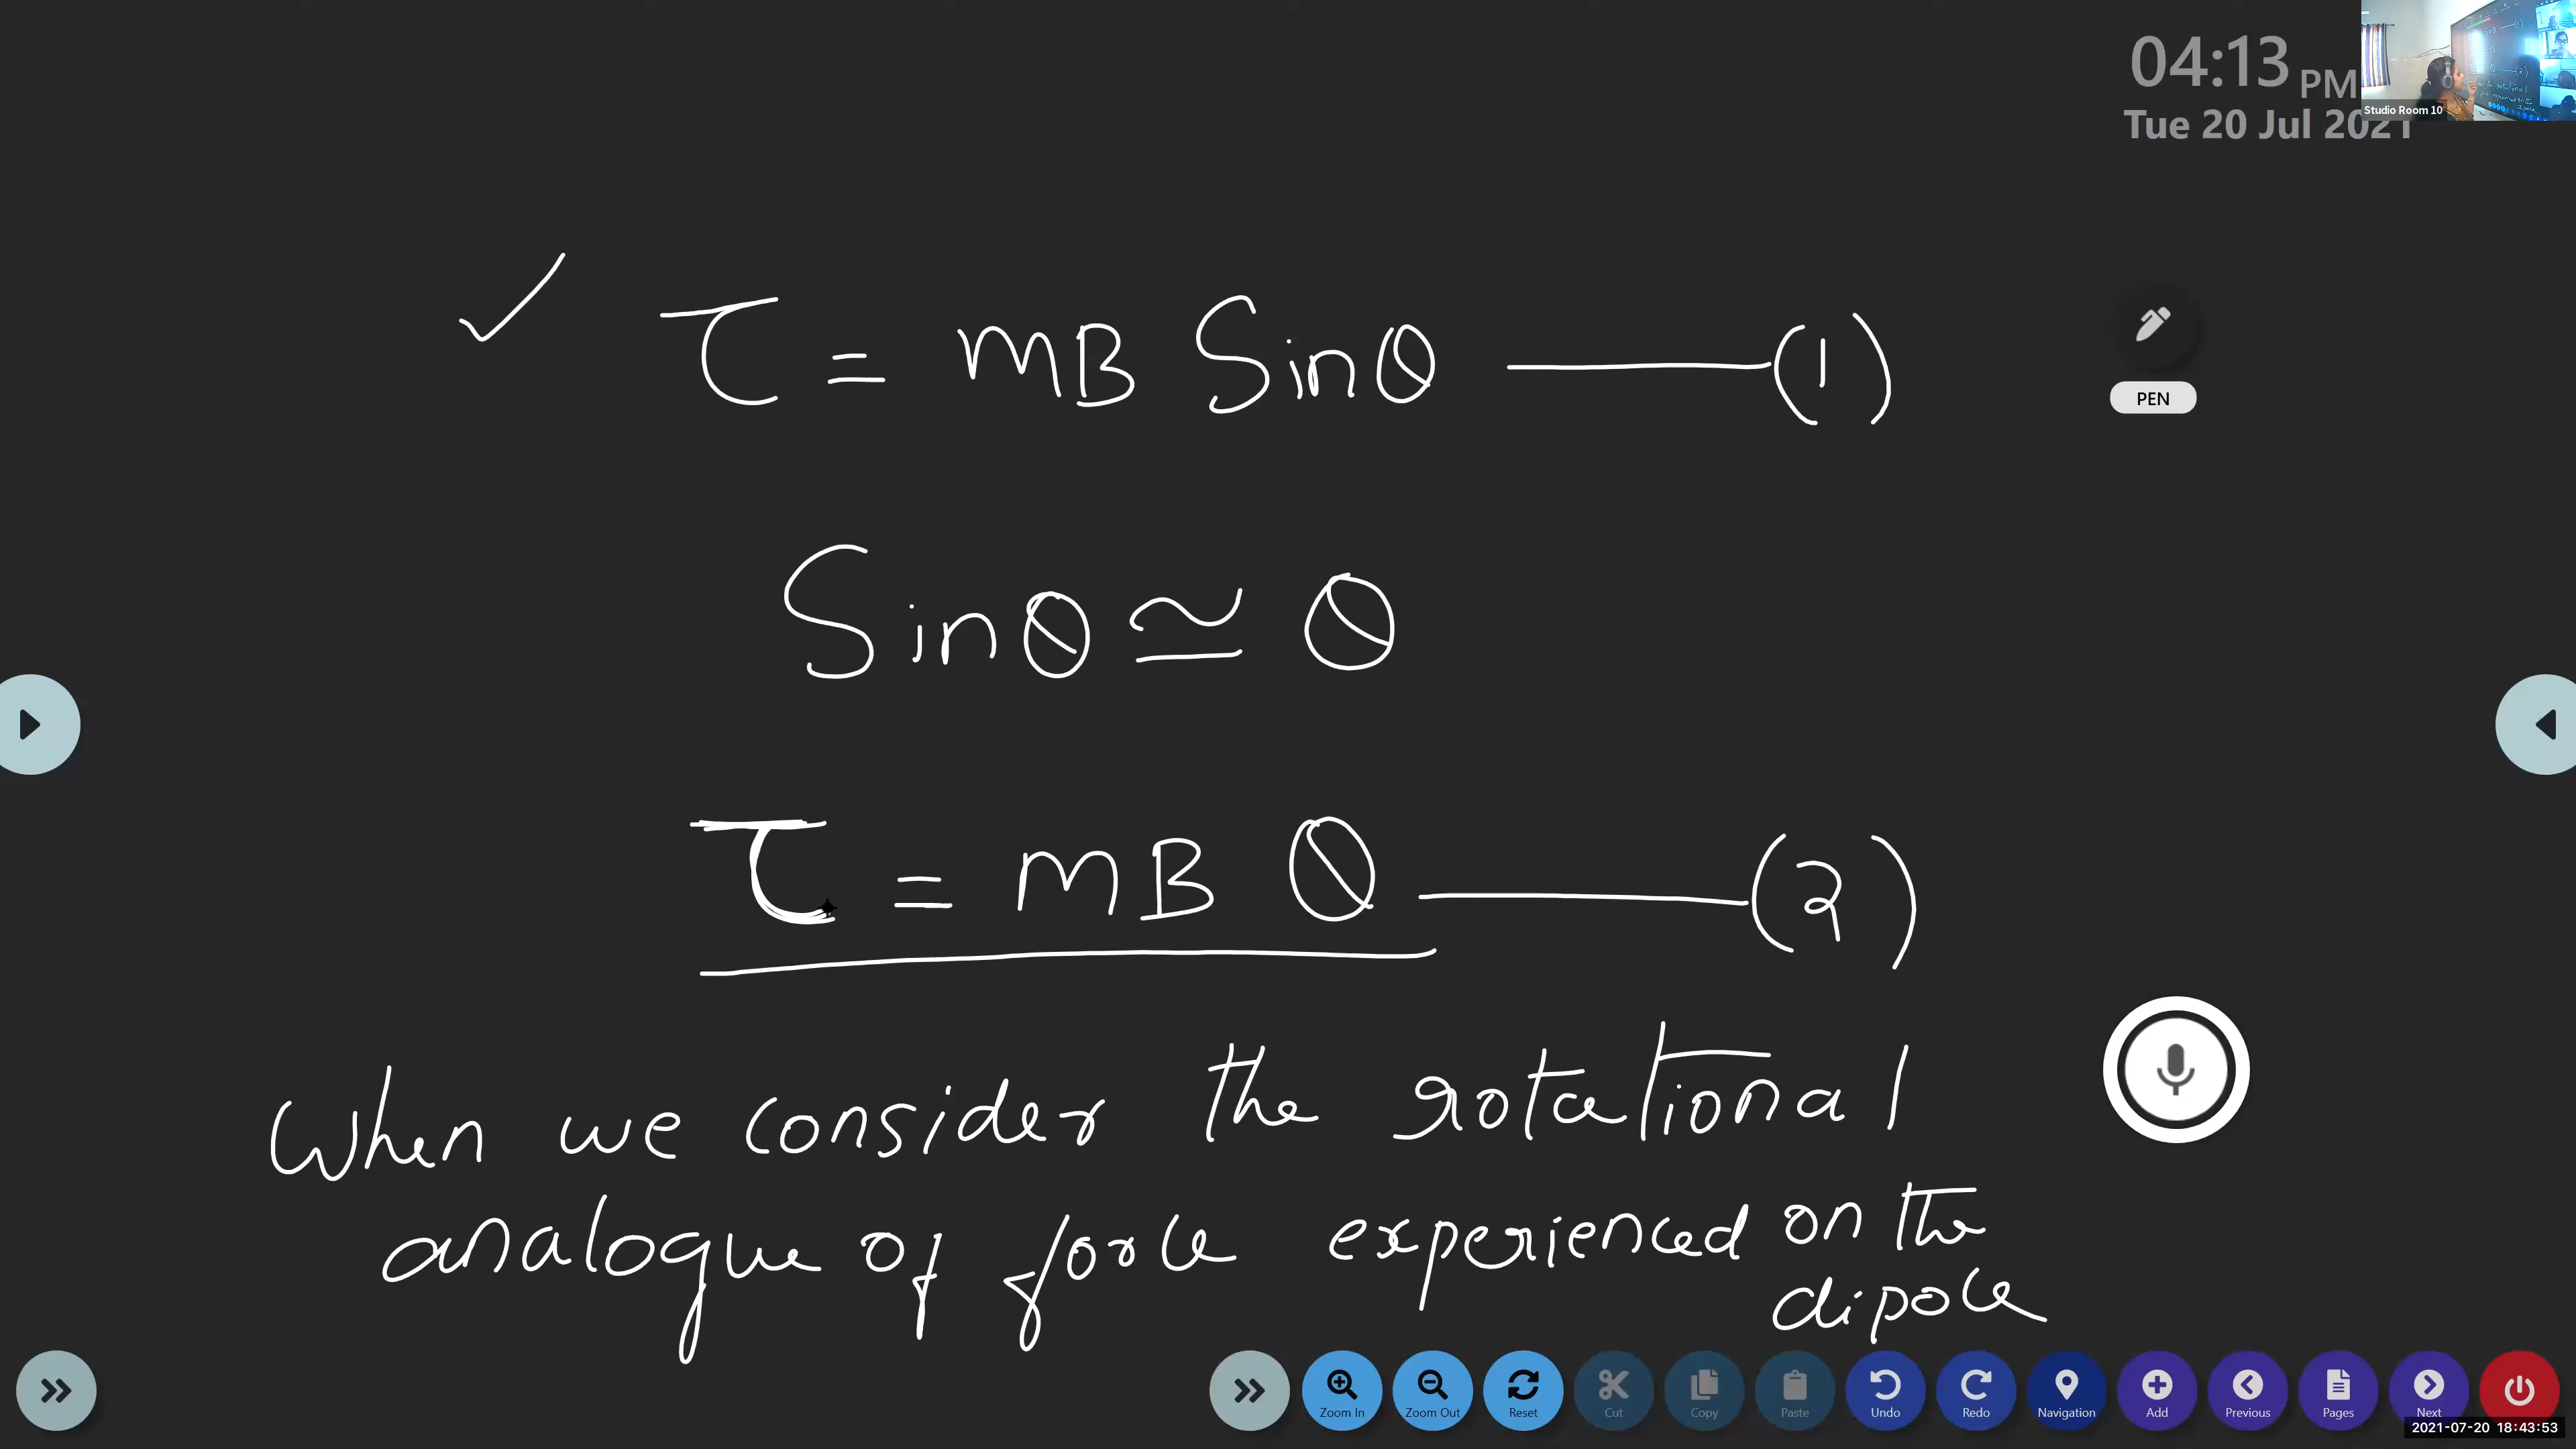 04:13 PM
Tue 20 Jul 2021
Studio Room 10
τ = mB Sinθ —— (1)
PEN
Sinθ ≃ θ
τ = mB θ —— (2)
When we consider the rotational
analogue of force experienced on the
dipole
Zoom In Zoom Out Reset Cut Copy Paste Undo Redo Navigation Add Previous Pages Next
2021-07-20 18:43:53